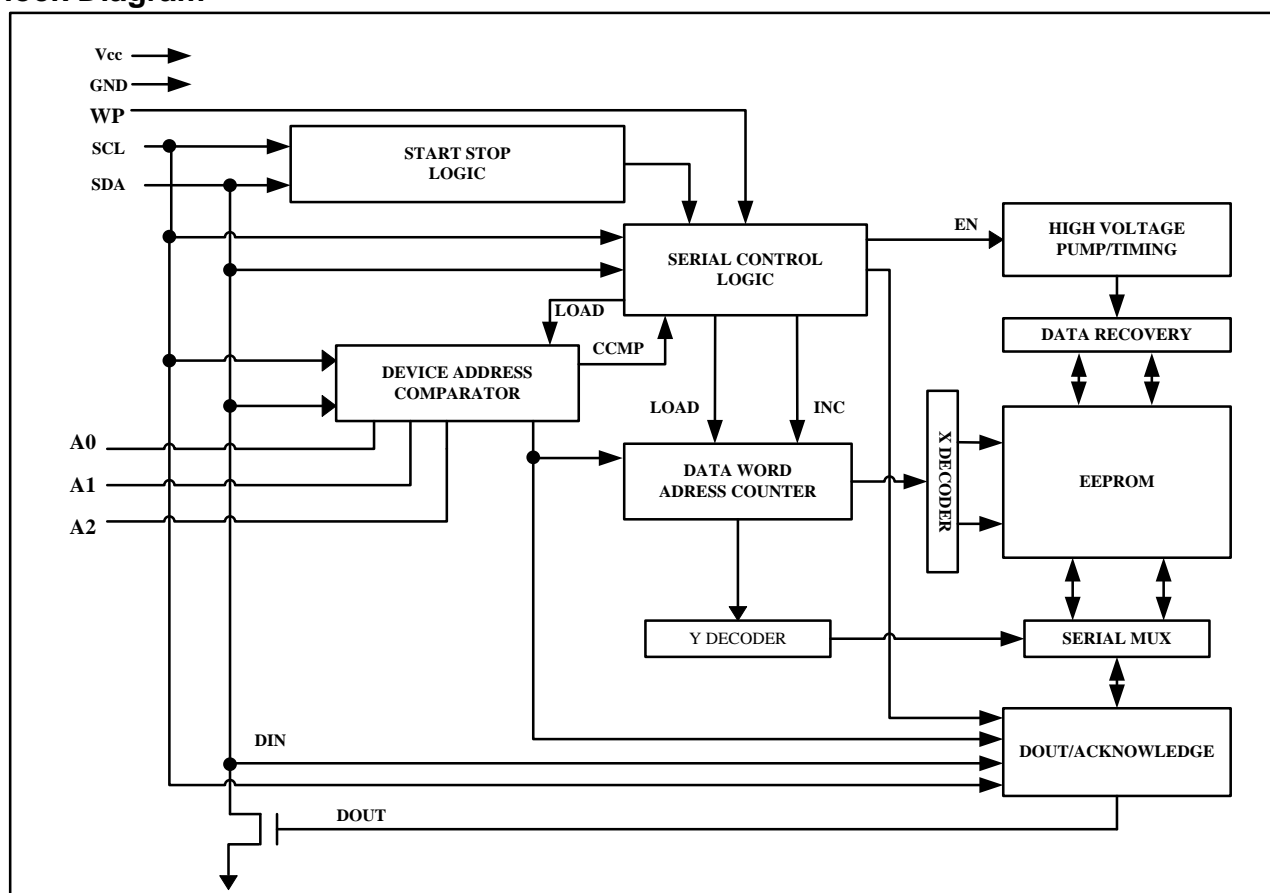 Vcc
GND
WP
SCL
SDA
START STOP
LOGIC
EN
HIGH VOLTAGE
PUMP/TIMING
SERIAL CONTROL
LOGIC
LOAD
CCMP
DATA RECOVERY
DEVICE ADDRESS
COMPARATOR
LOAD
INC
A0
A1
A2
DATA WORD
ADRESS COUNTER
X DECODER
EEPROM
Y DECODER
SERIAL MUX
DIN
DOUT/ACKNOWLEDGE
DOUT